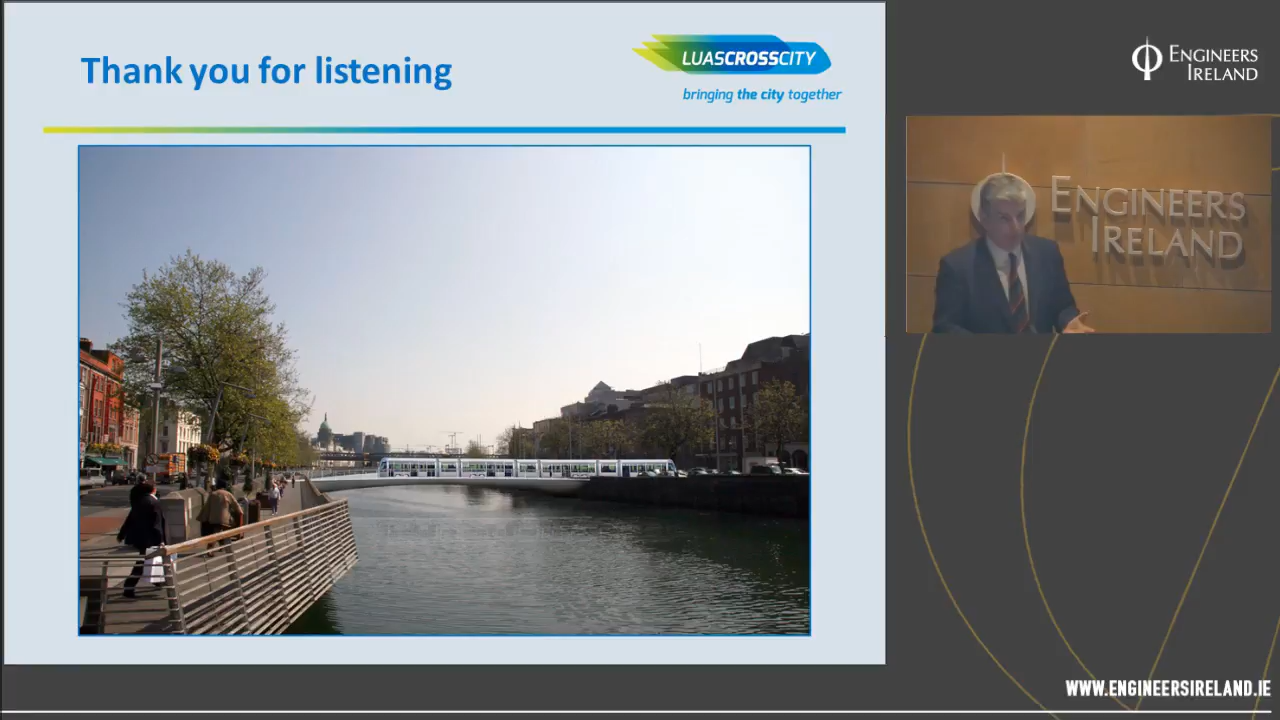 Thank you for listening
LUASCROSSCITY
bringing the city together
ENGINEERS
IRELAND
ENGINEERS
IRELAND
WWW.ENGINEERSIRELAND.IE